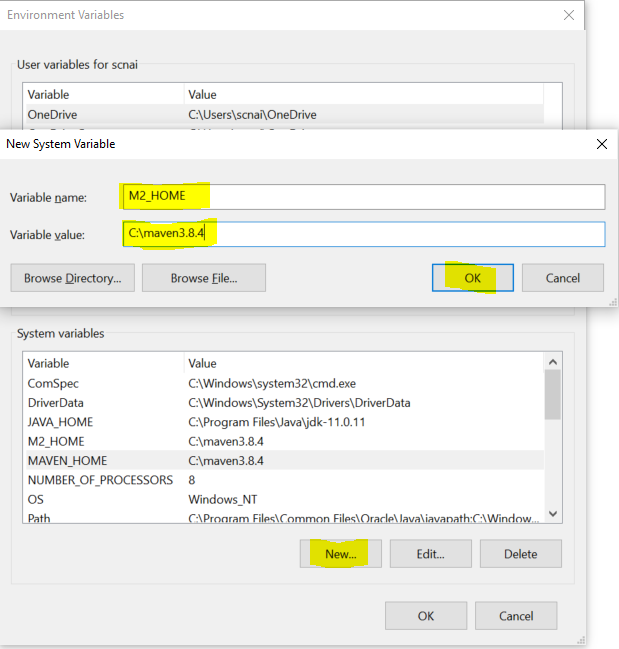 Environment Variables
User variables for scnai
Variable Value
OneDrive C:\Users\scnai\OneDrive
New System Variable
Variable name: M2_HOME
Variable value: C:\maven3.8.4
Browse Directory... Browse File... OK Cancel
System variables
Variable Value
ComSpec C:\Windows\system32\cmd.exe
DriverData C:\Windows\System32\Drivers\DriverData
JAVA_HOME C:\Program Files\Java\jdk-11.0.11
M2_HOME C:\maven3.8.4
MAVEN_HOME C:\maven3.8.4
NUMBER_OF_PROCESSORS 8
OS Windows_NT
Path C:\Program Files\Common Files\Oracle\Java\javapath;C:\Window...
New... Edit... Delete
OK Cancel